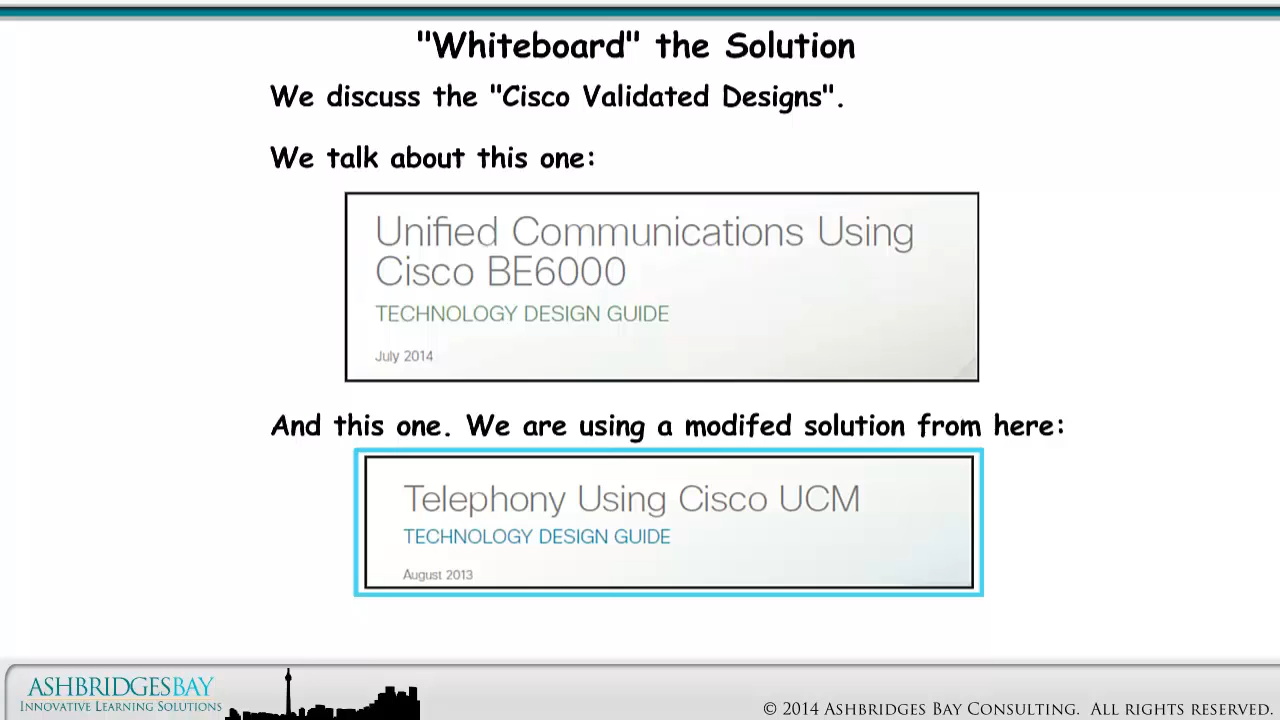 "Whiteboard" the Solution
We discuss the "Cisco Validated Designs".
We talk about this one:
Unified Communications Using
Cisco BE6000
TECHNOLOGY DESIGN GUIDE
July 2014
And this one. We are using a modifed solution from here:
Telephony Using Cisco UCM
TECHNOLOGY DESIGN GUIDE
August 2013
ASHBRIDGESBAY
INNOVATIVE LEARNING SOLUTIONS
© 2014 ASHBRIDGES BAY CONSULTING. ALL RIGHTS RESERVED.